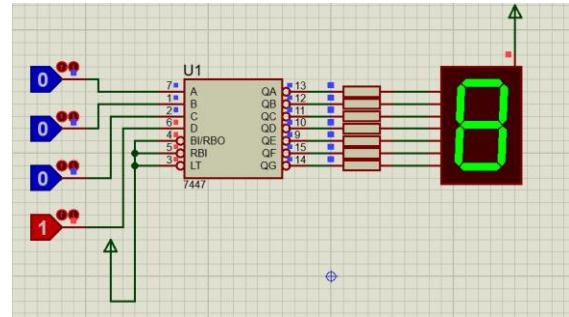 U1
0
0
0
1
7 A QA 13
1 B QB 12
2 C QC 11
6 D QD 10
4 BI/RBO QE 9
5 RBI QF 15
3 LT QG 14
7447
8